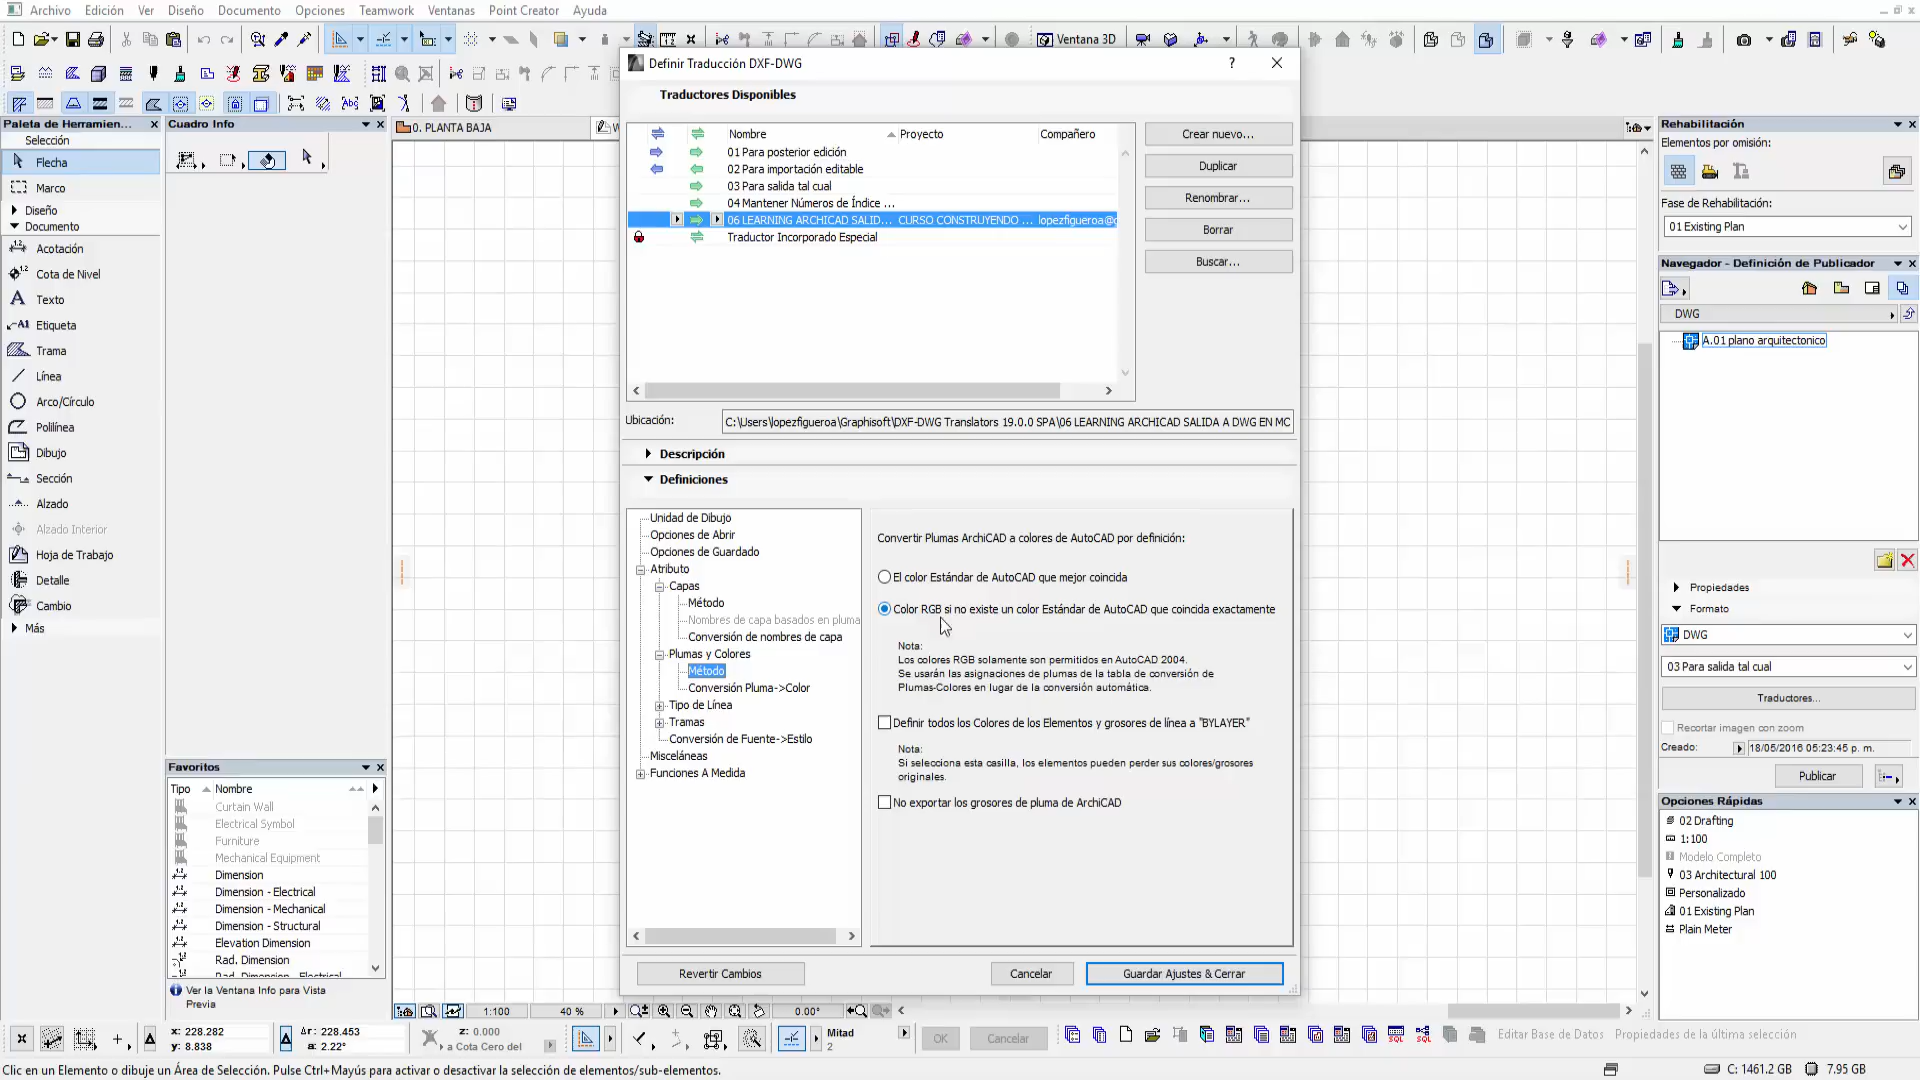 Archivo Edición Ver Diseño Documento Opciones Teamwork Ventanas Point Creator Ayuda
Ventana 3D
Paleta de Herramien...
Selección
Flecha
Marco
Diseño
Documento
Acotación
Cota de Nivel
Texto
Etiqueta
Trama
Línea
Arco/Círculo
Polilínea
Dibujo
Sección
Alzado
Alzado Interior
Hoja de Trabajo
Detalle
Cambio
Más
Cuadro Info
0. PLANTA BAJA
Favoritos
Tipo Nombre
Curtain Wall
Electrical Symbol
Furniture
Mechanical Equipment
Dimension
Dimension - Electrical
Dimension - Mechanical
Dimension - Structural
Elevation Dimension
Rad. Dimension
Rad. Dimension - Electrical
Ver la Ventana Info para Vista
Previa
Definir Traducción DXF-DWG
?
Traductores Disponibles
Nombre Proyecto Compañero
01 Para posterior edición
02 Para importación editable
03 Para salida tal cual
04 Mantener Números de Índice ...
06 LEARNING ARCHICAD SALID... CURSO CONSTRUYENDO ... lopezfigueroa@
Traductor Incorporado Especial
Crear nuevo...
Duplicar
Renombrar...
Borrar
Buscar...
Ubicación: C:\Users\lopezfigueroa\Graphisoft\DXF-DWG Translators 19.0.0 SPA\06 LEARNING ARCHICAD SALIDA A DWG EN MC
Descripción
Definiciones
Unidad de Dibujo
Opciones de Abrir
Opciones de Guardado
Atributo
Capas
Método
Nombres de capa basados en pluma
Conversión de nombres de capa
Plumas y Colores
Método
Conversión Pluma->Color
Tipo de Línea
Tramas
Conversión de Fuente->Estilo
Misceláneas
Funciones A Medida
Convertir Plumas ArchiCAD a colores de AutoCAD por definición:
El color Estándar de AutoCAD que mejor coincida
Color RGB si no existe un color Estándar de AutoCAD que coincida exactamente
Nota:
Los colores RGB solamente son permitidos en AutoCAD 2004.
Se usarán las asignaciones de plumas de la tabla de conversión de
Plumas-Colores en lugar de la conversión automática.
Definir todos los Colores de los Elementos y grosores de línea a "BYLAYER"
Nota:
Si selecciona esta casilla, los elementos pueden perder sus colores/grosores
originales.
No exportar los grosores de pluma de ArchiCAD
Revertir Cambios Cancelar Guardar Ajustes & Cerrar
Rehabilitación
Elementos por omisión:
Fase de Rehabilitación:
01 Existing Plan
Navegador - Definición de Publicador
DWG
A.01 plano arquitectonico
Propiedades
Formato
DWG
03 Para salida tal cual
Traductores...
Recortar imagen con zoom
Creado: 18/05/2016 05:23:45 p. m.
Publicar
Opciones Rápidas
02 Drafting
1:100
Modelo Completo
03 Architectural 100
Personalizado
01 Existing Plan
Plain Meter
1:100 40 % 0.00°
x: 228.282
y: 8.838
Δr: 228.453
a: 2.22°
z: 0.000
a Cota Cero del
Mitad
2
OK Cancelar
Editar Base de Datos Propiedades de la última selección
Clic en un Elemento o dibuje un Área de Selección. Pulse Ctrl+Mayús para activar o desactivar la selección de elementos/sub-elementos.
C: 1461.2 GB 7.95 GB